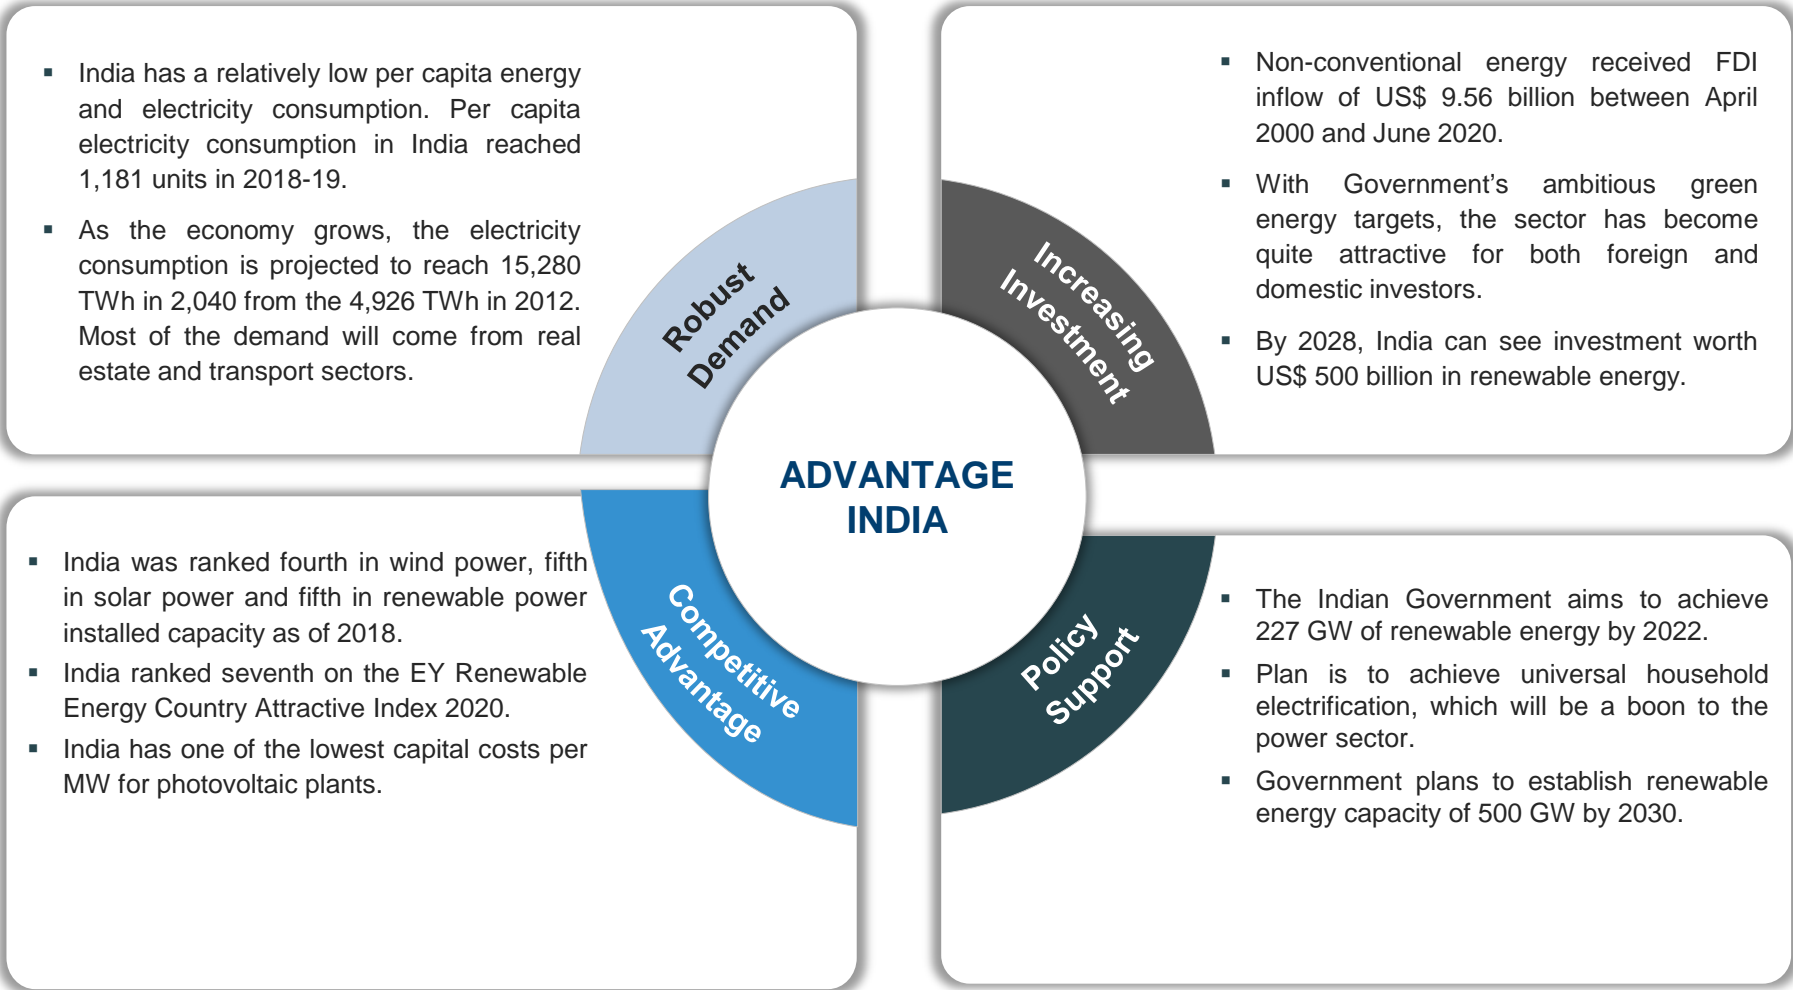 ▪ India has a relatively low per capita energy
and electricity consumption. Per capita
electricity consumption in India reached
1,181 units in 2018-19.
▪ As the economy grows, the electricity
consumption is projected to reach 15,280
TWh in 2,040 from the 4,926 TWh in 2012.
Most of the demand will come from real
estate and transport sectors.
Robust
Demand
▪ Non-conventional energy received FDI
inflow of US$ 9.56 billion between April
2000 and June 2020.
▪ With Government’s ambitious green
energy targets, the sector has become
quite attractive for both foreign and
domestic investors.
▪ By 2028, India can see investment worth
US$ 500 billion in renewable energy.
Increasing
Investment
ADVANTAGE
INDIA
▪ India was ranked fourth in wind power, fifth
in solar power and fifth in renewable power
installed capacity as of 2018.
▪ India ranked seventh on the EY Renewable
Energy Country Attractive Index 2020.
▪ India has one of the lowest capital costs per
MW for photovoltaic plants.
Competitive
Advantage
▪ The Indian Government aims to achieve
227 GW of renewable energy by 2022.
▪ Plan is to achieve universal household
electrification, which will be a boon to the
power sector.
▪ Government plans to establish renewable
energy capacity of 500 GW by 2030.
Policy
Support